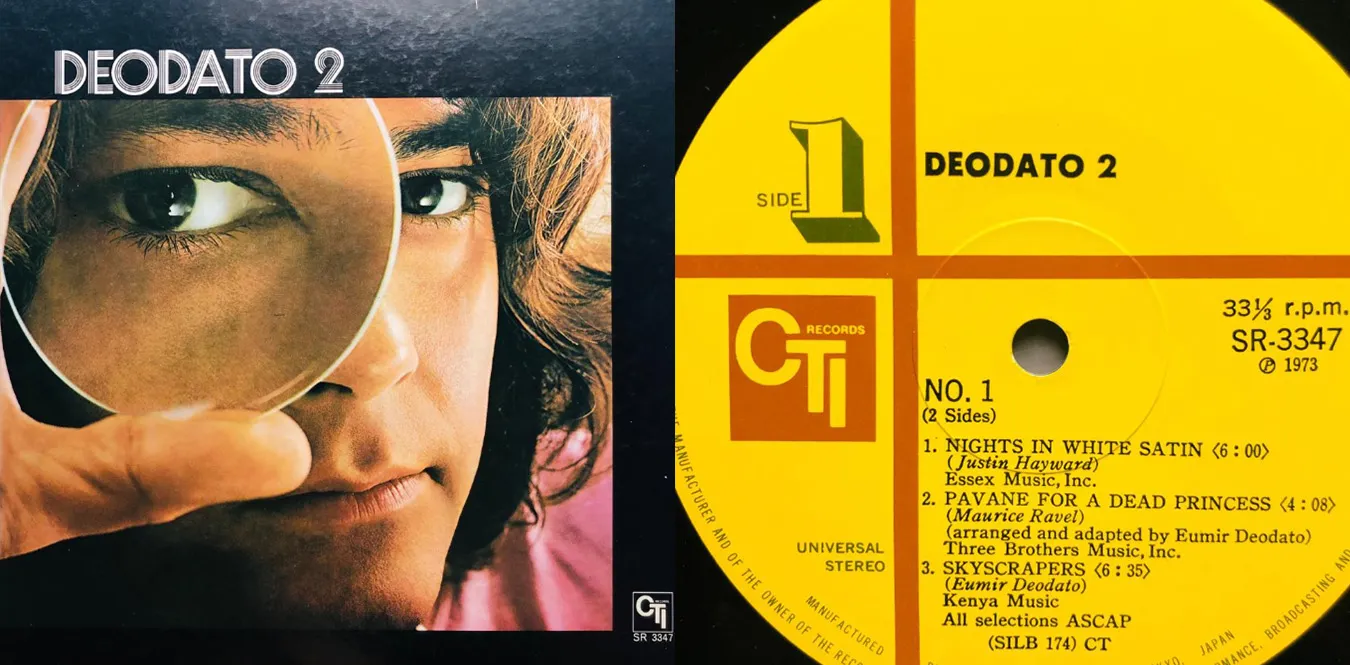 DEODATO 2
CTI
RECORDS
SR 3347
SIDE 1
DEODATO 2
CTI RECORDS
33⅓ r.p.m.
SR-3347
℗ 1973
NO. 1
(2 Sides)
1. NIGHTS IN WHITE SATIN 〈6:00〉
(Justin Hayward)
Essex Music, Inc.
2. PAVANE FOR A DEAD PRINCESS 〈4:08〉
(Maurice Ravel)
(arranged and adapted by Eumir Deodato)
Three Brothers Music, Inc.
3. SKYSCRAPERS 〈6:35〉
(Eumir Deodato)
Kenya Music
All selections ASCAP
(SILB 174) CT
UNIVERSAL
STEREO
MANUFACTURER AND OF THE OWNER OF THE
MANUFACTURED
JAPAN
BROADCASTING AND